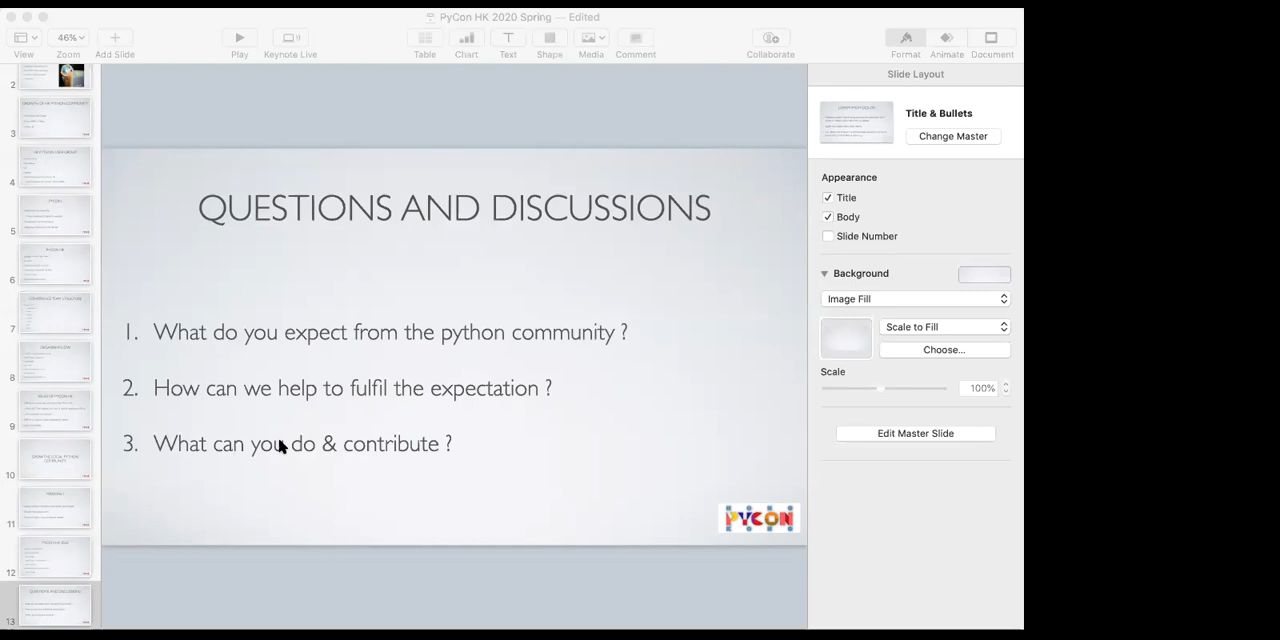 PyCon HK 2020 Spring — Edited
View
46%
Zoom
Add Slide
Play
Keynote Live
Table
Chart
Text
Shape
Media
Comment
Collaborate
Format
Animate
Document
Slide Layout
Title & Bullets
Change Master
Appearance
Title
Body
Slide Number
Background
Image Fill
Scale to Fill
Choose...
Scale
100%
Edit Master Slide
2
3
4
5
6
7
8
9
10
11
12
13
QUESTIONS AND DISCUSSIONS
1. What do you expect from the python community ?
2. How can we help to fulfil the expectation ?
3. What can you do & contribute ?
PYCON